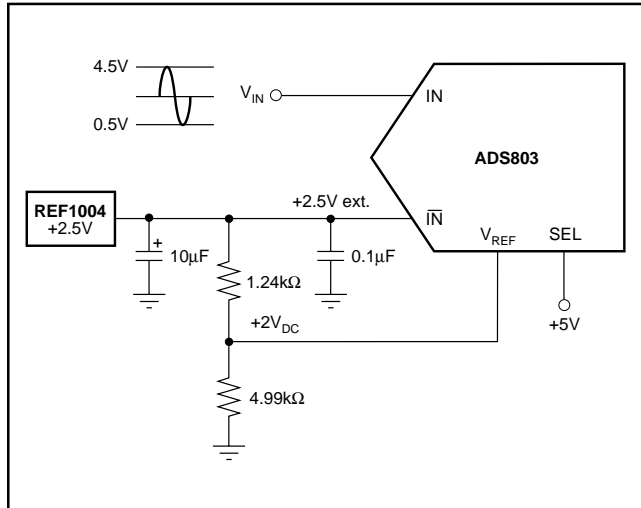 4.5V
0.5V
V_IN
IN
ADS803
REF1004
+2.5V
+2.5V ext.
I̅N̅
V_REF
SEL
+
10µF
0.1µF
1.24kΩ
+5V
+2V_DC
4.99kΩ